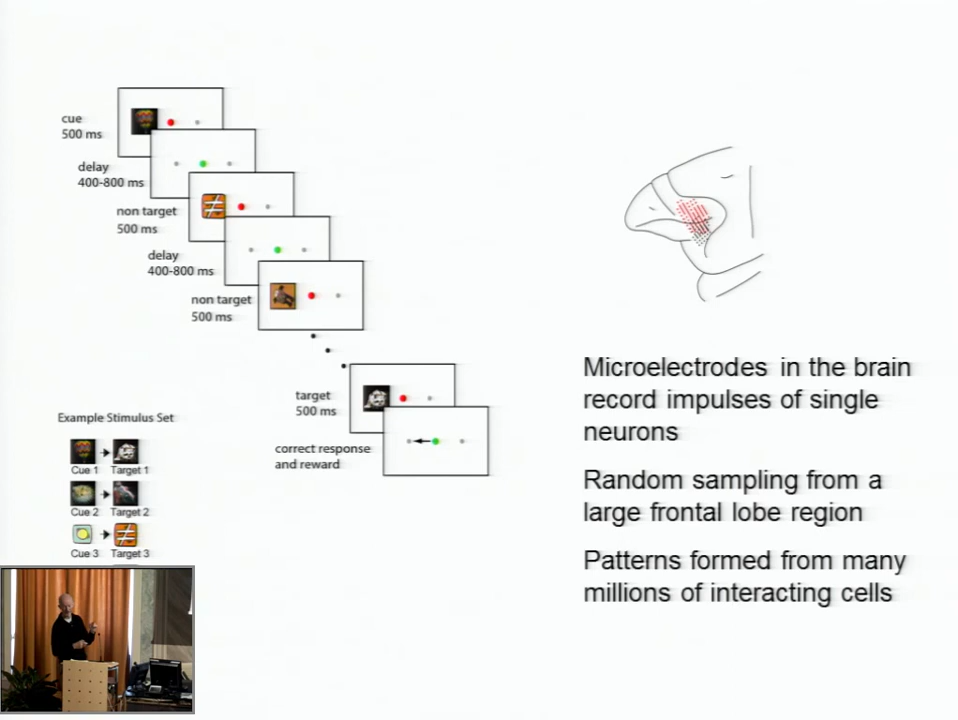 cue
500 ms
delay
400-800 ms
non target
500 ms
delay
400-800 ms
non target
500 ms
target
500 ms
correct response
and reward
Example Stimulus Set
Cue 1 Target 1
Cue 2 Target 2
Cue 3 Target 3
Microelectrodes in the brain
record impulses of single
neurons
Random sampling from a
large frontal lobe region
Patterns formed from many
millions of interacting cells